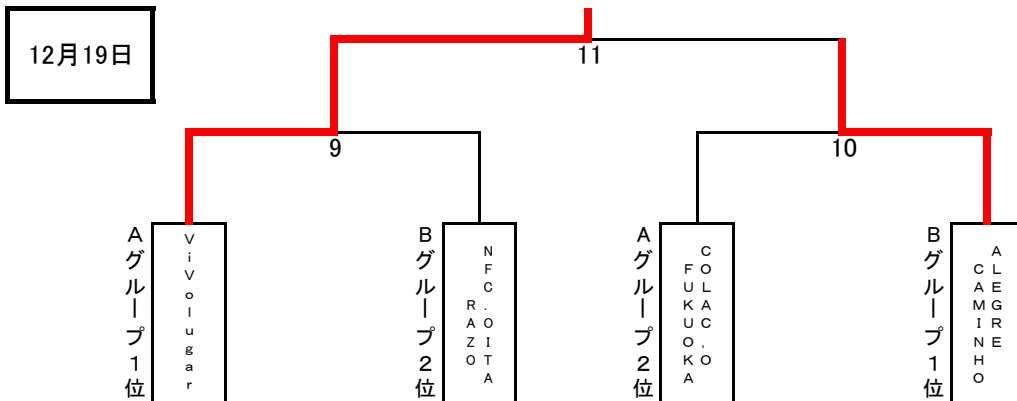 12月19日
11
9
10
Aグループ1位
ViVolugar
Bグループ2位
NFC.OITA
RAZO
Aグループ2位
COLAC,O
FUKUOKA
Bグループ1位
ALEGRE
CAMINHO